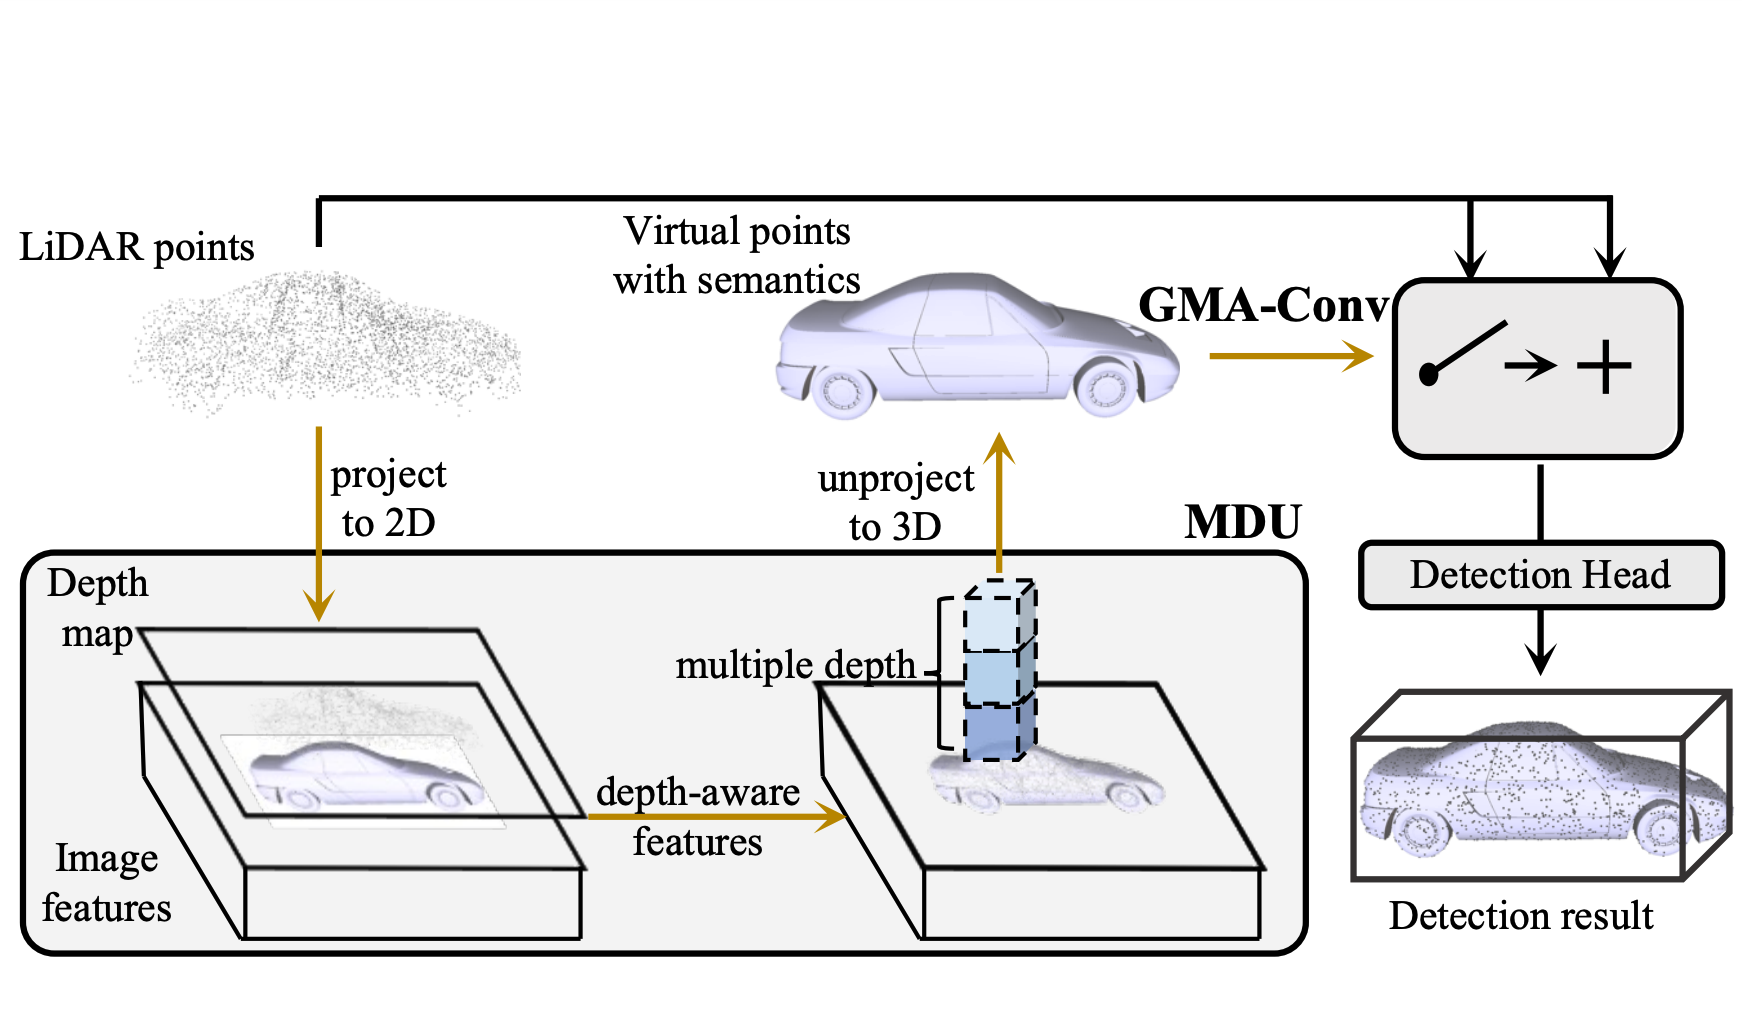 LiDAR points
Virtual points
with semantics
GMA-Conv
project
to 2D
unproject
to 3D
MDU
Depth
map
multiple depth
depth-aware
features
Image
features
Detection Head
Detection result